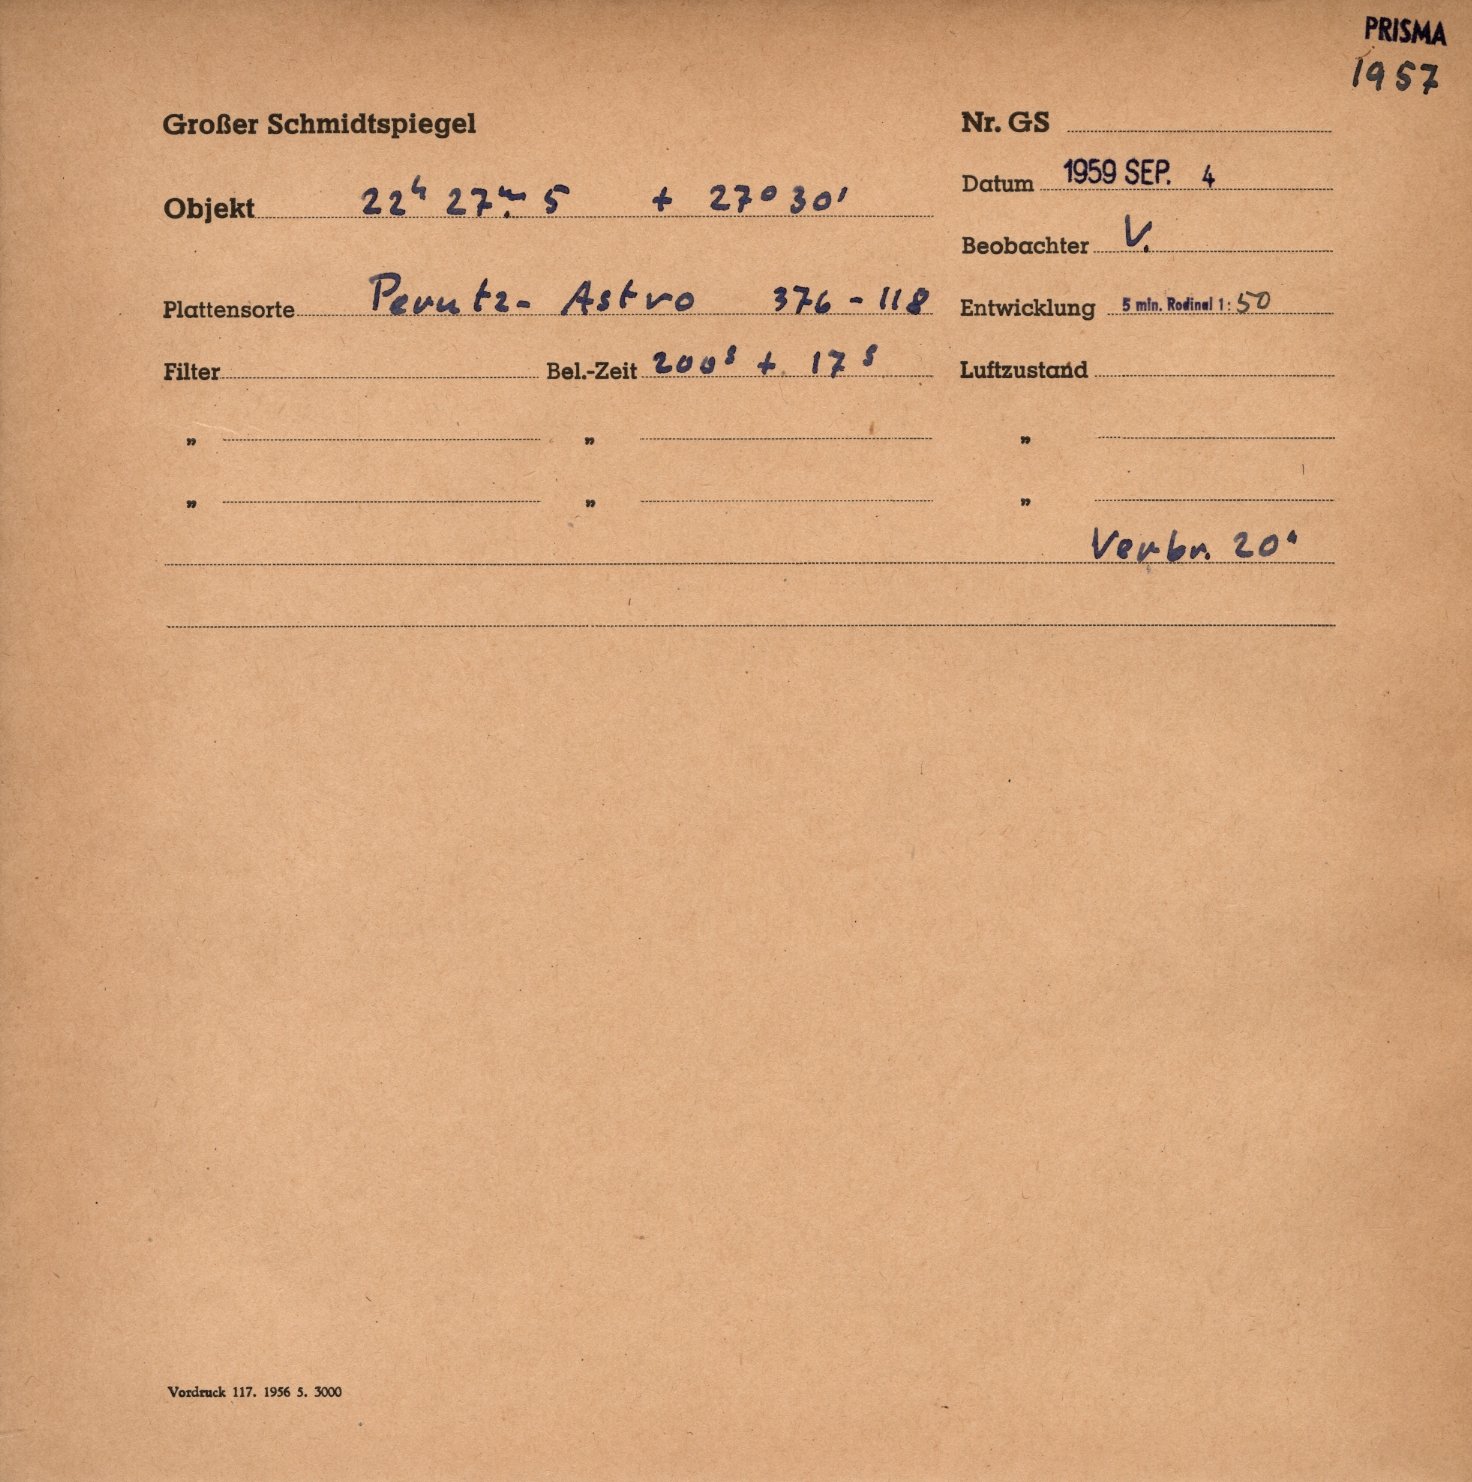 PRISMA
1957
Großer Schmidtspiegel
Nr. GS
Datum 1959 SEP. 4
Objekt 22ʰ 27ᵐ. 5 + 27° 30'
Beobachter V.
Plattensorte Perutz- Astro 376 - 118
Entwicklung 5 min. Rodinal 1:50
Filter Bel.-Zeit 200ˢ + 17ˢ Luftzustand
„ „ „
„ „ „
Verbr. 20ˢ
Vordruck 117. 1956 5. 3000